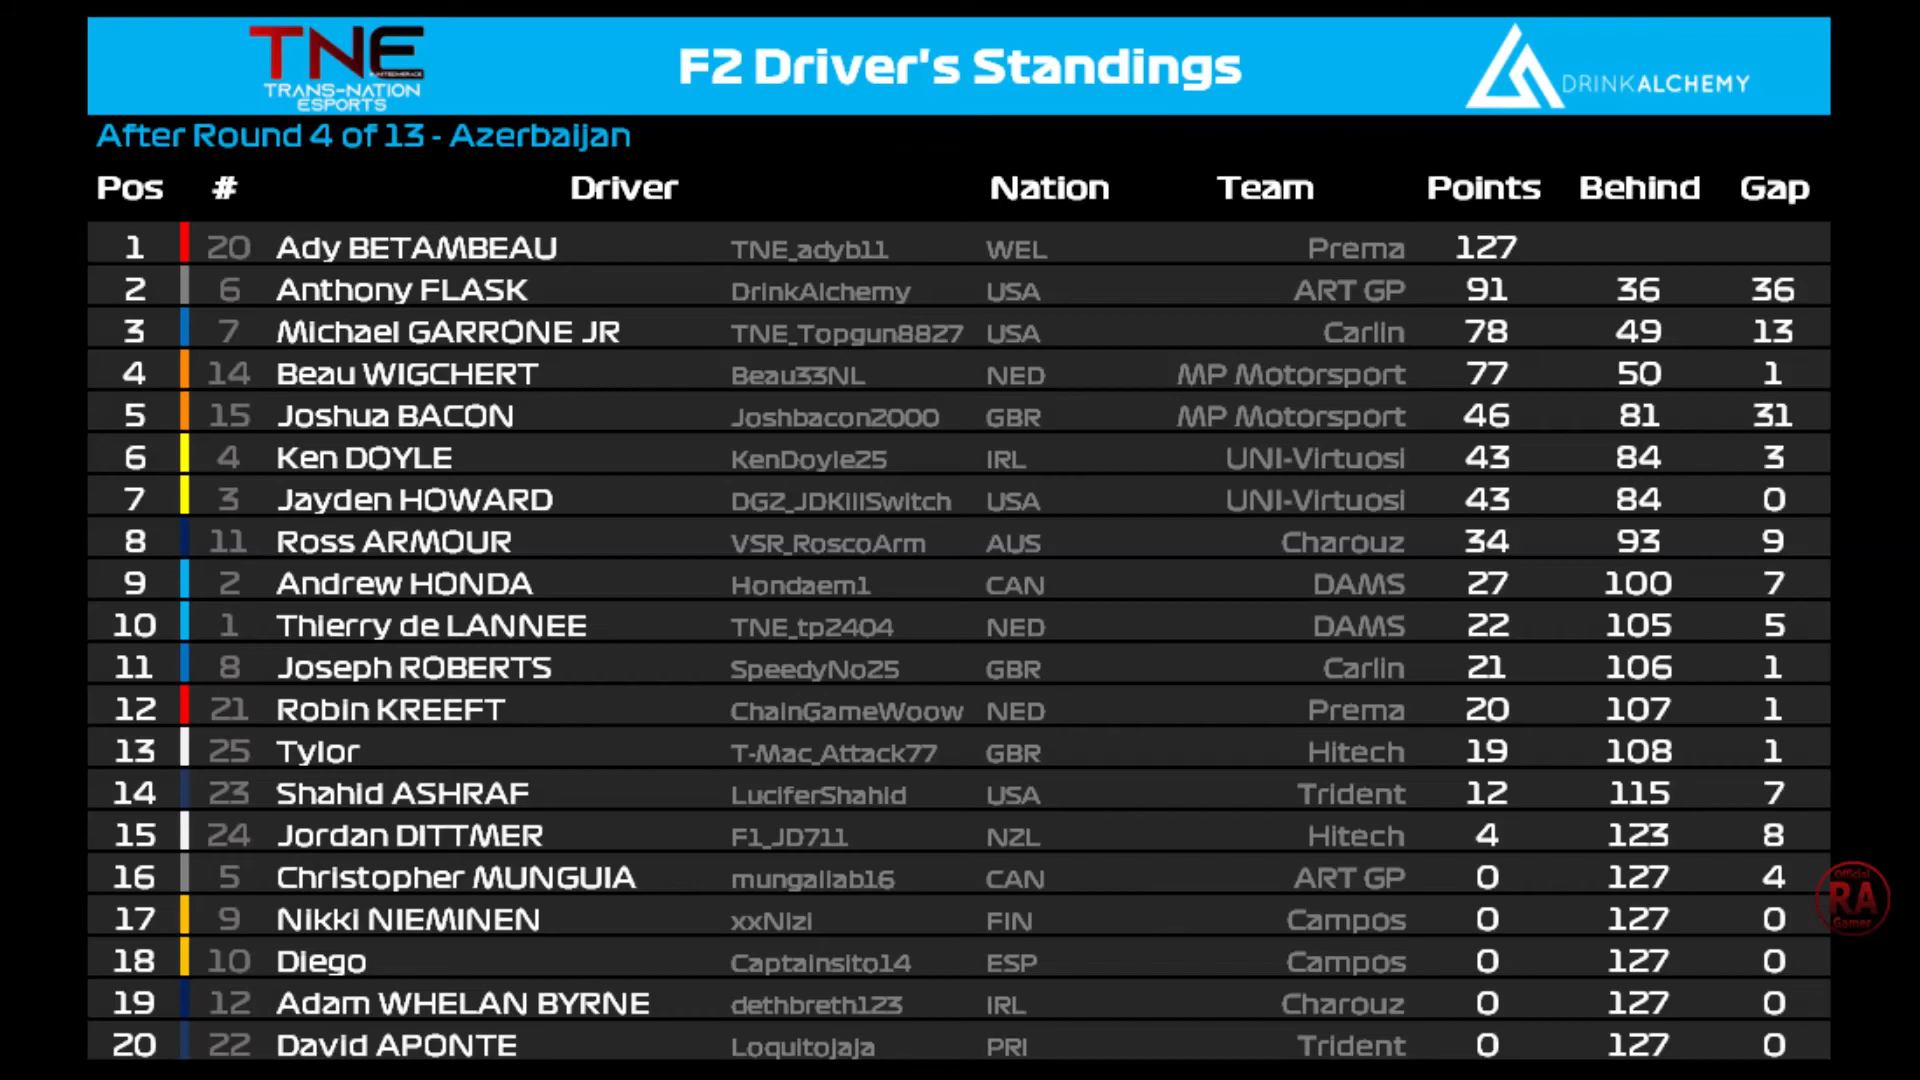 TNE
#UNITEDWERACE
TRANS-NATION
ESPORTS
F2 Driver's Standings
DRINKALCHEMY
After Round 4 of 13 - Azerbaijan
Pos # Driver Nation Team Points Behind Gap
1 20 Ady BETAMBEAU TNE_adyb11 WEL Prema 127
2 6 Anthony FLASK DrinkAlchemy USA ART GP 91 36 36
3 7 Michael GARRONE JR TNE_Topgun8827 USA Carlin 78 49 13
4 14 Beau WIGCHERT Beau33NL NED MP Motorsport 77 50 1
5 15 Joshua BACON Joshbacon2000 GBR MP Motorsport 46 81 31
6 4 Ken DOYLE KenDoyle25 IRL UNI-Virtuosi 43 84 3
7 3 Jayden HOWARD DGZ_JDKillSwitch USA UNI-Virtuosi 43 84 0
8 11 Ross ARMOUR VSR_RoscoArm AUS Charouz 34 93 9
9 2 Andrew HONDA Hondaem1 CAN DAMS 27 100 7
10 1 Thierry de LANNEE TNE_tp2404 NED DAMS 22 105 5
11 8 Joseph ROBERTS SpeedyNo25 GBR Carlin 21 106 1
12 21 Robin KREEFT ChainGameWoow NED Prema 20 107 1
13 25 Tylor T-Mac_Attack77 GBR Hitech 19 108 1
14 23 Shahid ASHRAF LuciferShahid USA Trident 12 115 7
15 24 Jordan DITTMER F1_JD711 NZL Hitech 4 123 8
16 5 Christopher MUNGUIA mungaliab16 CAN ART GP 0 127 4
17 9 Nikki NIEMINEN xxNizi FIN Campos 0 127 0
18 10 Diego Captainsito14 ESP Campos 0 127 0
19 12 Adam WHELAN BYRNE dethbreth123 IRL Charouz 0 127 0
20 22 David APONTE Loquitojaja PRI Trident 0 127 0
Official
RA
Gamer